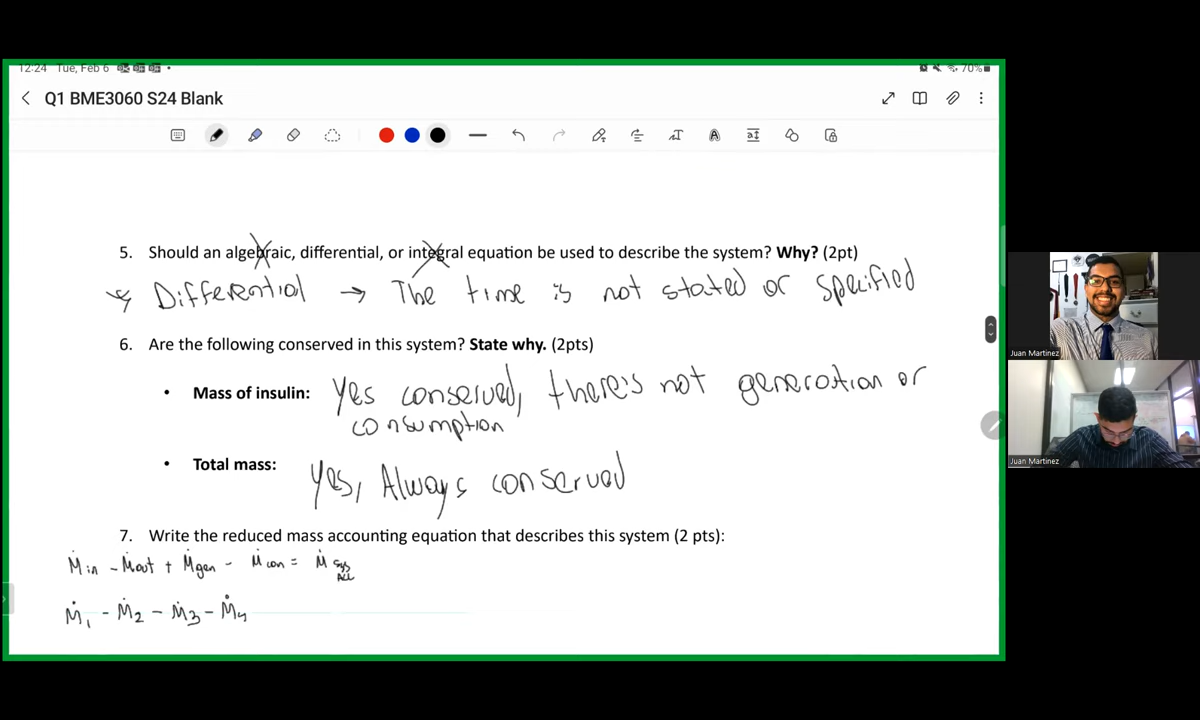 12:24 Tue, Feb 6
70%
Q1 BME3060 S24 Blank
5. Should an algebraic, differential, or integral equation be used to describe the system? Why? (2pt)
Differential → The time is not stated or specified
6. Are the following conserved in this system? State why. (2pts)
• Mass of insulin: Yes conserved, there's not generation or
consumption
• Total mass: Yes, Always conserved
7. Write the reduced mass accounting equation that describes this system (2 pts):
ṁin - ṁout + ṁgen - ṁcon = ṁ sys
Acc
ṁ1 - ṁ2 - ṁ3 - ṁ4
Juan Martinez
Juan Martinez